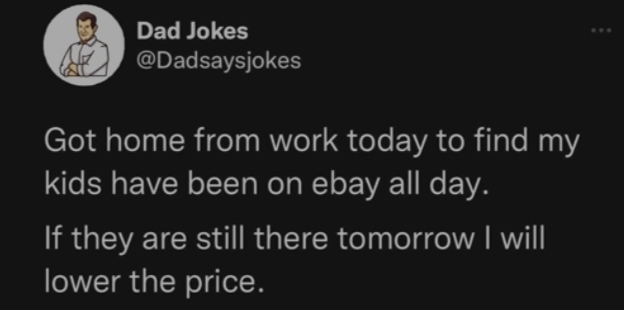 Dad Jokes
@Dadsaysjokes
Got home from work today to find my
kids have been on ebay all day.
If they are still there tomorrow I will
lower the price.